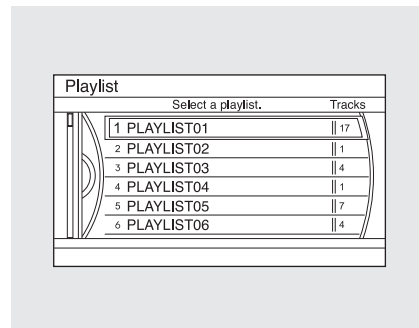 Playlist
Select a playlist. Tracks
1 PLAYLIST01 17
2 PLAYLIST02 1
3 PLAYLIST03 4
4 PLAYLIST04 1
5 PLAYLIST05 7
6 PLAYLIST06 4